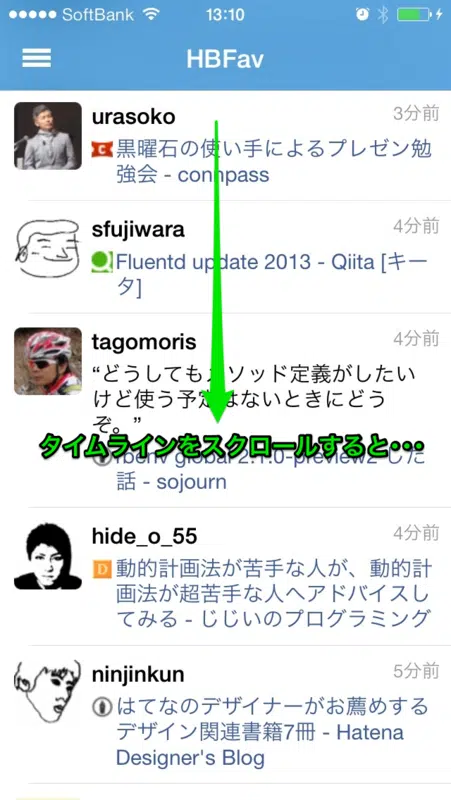 SoftBank 13:10
HBFav
urasoko 3分前
黒曜石の使い手によるプレゼン勉
強会 - connpass
sfujiwara 4分前
Fluentd update 2013 - Qiita [キー
タ]
tagomoris 4分前
“どうしてもメソッド定義がしたい
けど使う予定はないときにどう
ぞ。”
タイムラインをスクロールすると･･･
rbenv global 2.1.0-preview2 した
話 - sojourn
hide_o_55 4分前
動的計画法が苦手な人が、動的計
画法が超苦手な人へアドバイスし
てみる - じじいのプログラミング
ninjinkun 5分前
はてなのデザイナーがお薦めする
デザイン関連書籍7冊 - Hatena
Designer's Blog